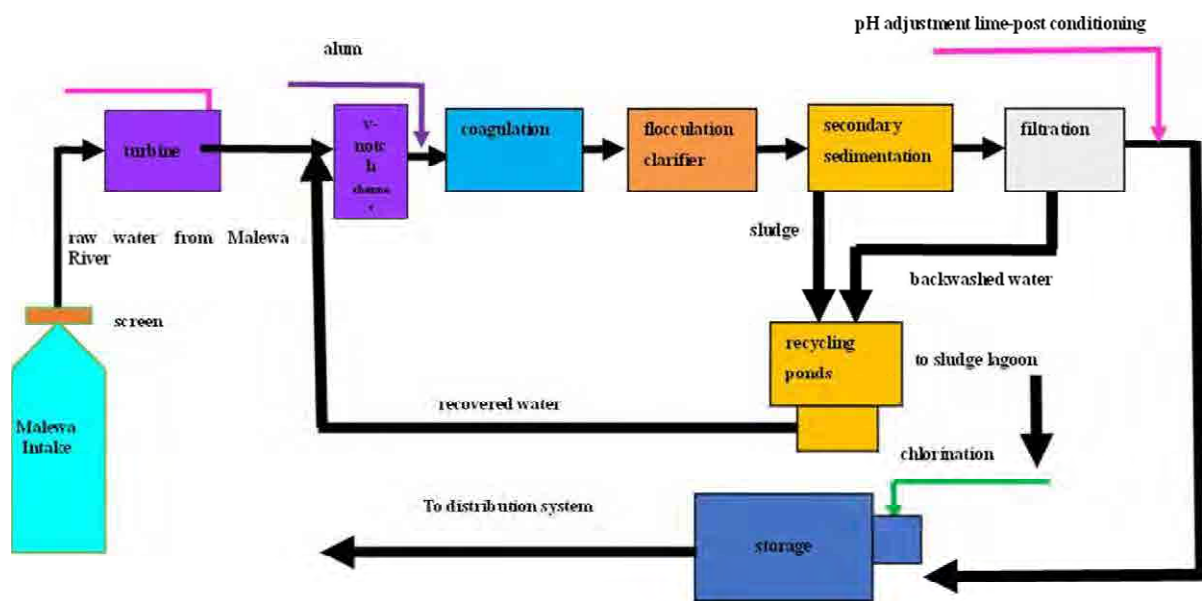 pH adjustment lime-post conditioning
alum
turbine
v-
notc
h
coagulation
flocculation
clarifier
secondary
sedimentation
filtration
raw water from Malewa
River
sludge
backwashed water
screen
recycling
ponds
to sludge lagoon
recovered water
Malewa
Intake
chlorination
To distribution system
storage